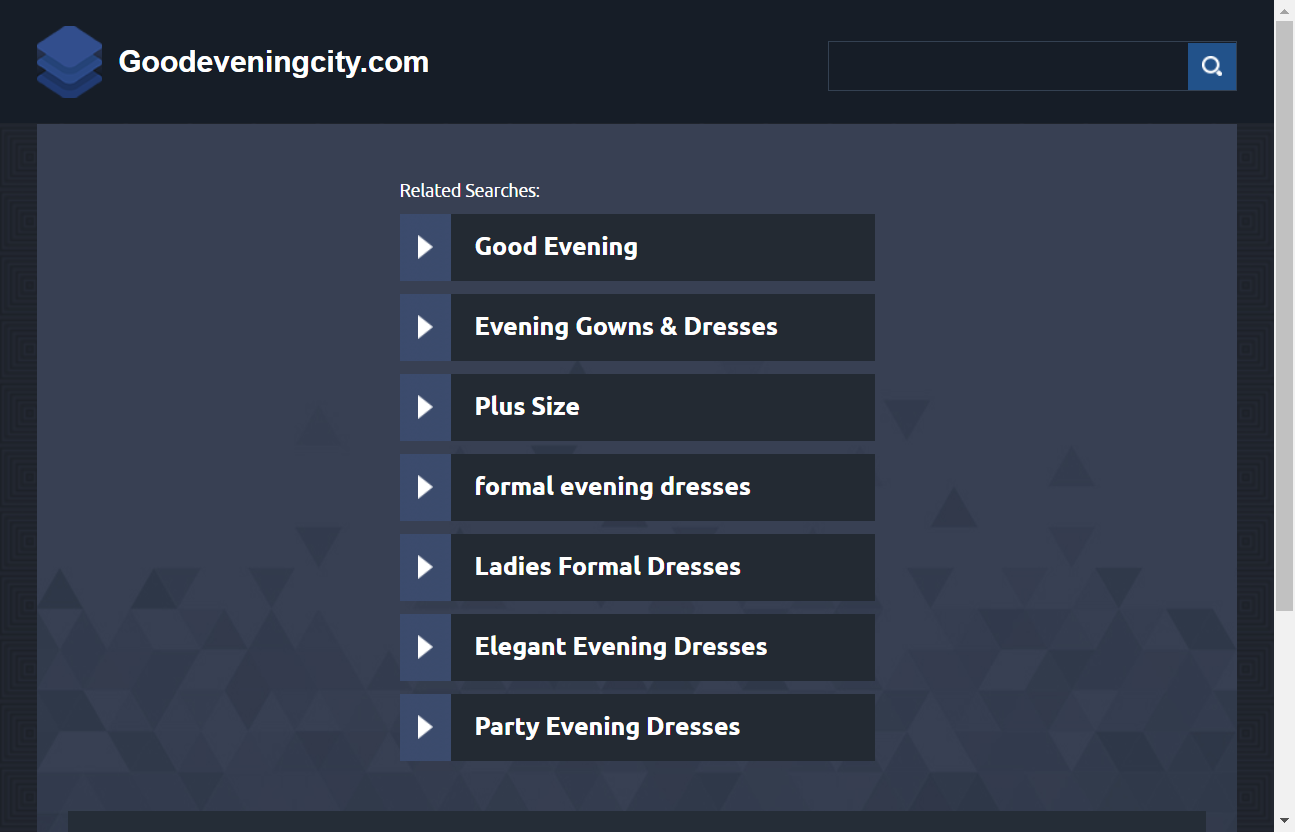 Goodeveningcity.com
Related Searches:
Good Evening
Evening Gowns & Dresses
Plus Size
formal evening dresses
Ladies Formal Dresses
Elegant Evening Dresses
Party Evening Dresses